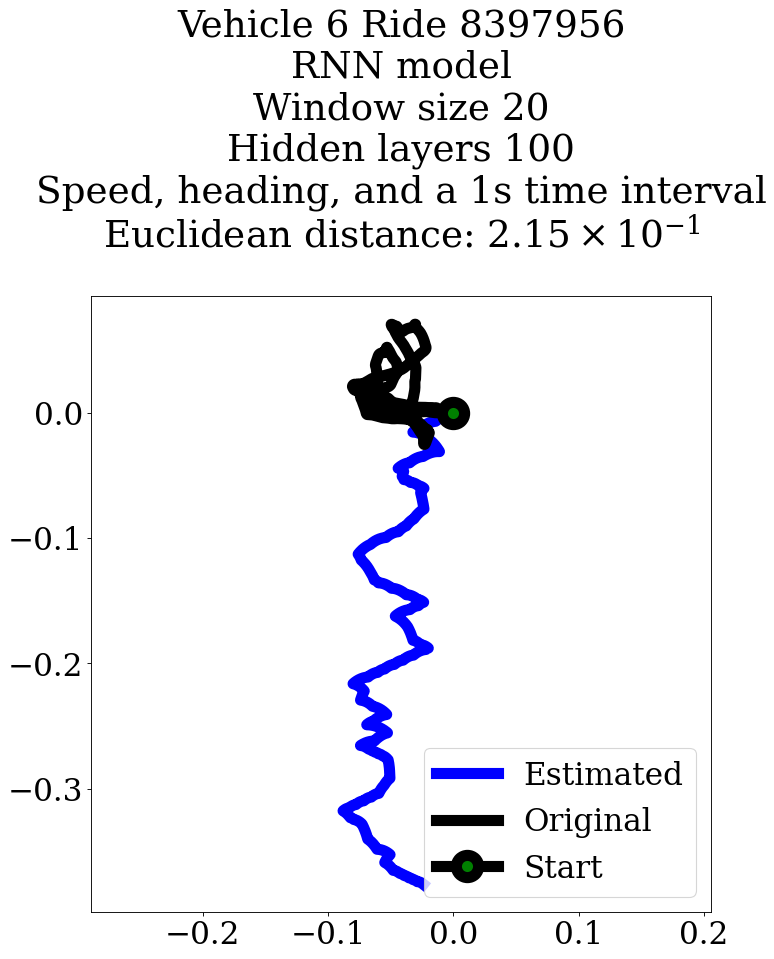 Vehicle 6 Ride 8397956
RNN model
Window size 20
Hidden layers 100
Speed, heading, and a 1s time interval
Euclidean distance: 2.15 × 10⁻¹
0.0
−0.1
−0.2
−0.3
Estimated
Original
Start
−0.2 −0.1 0.0 0.1 0.2